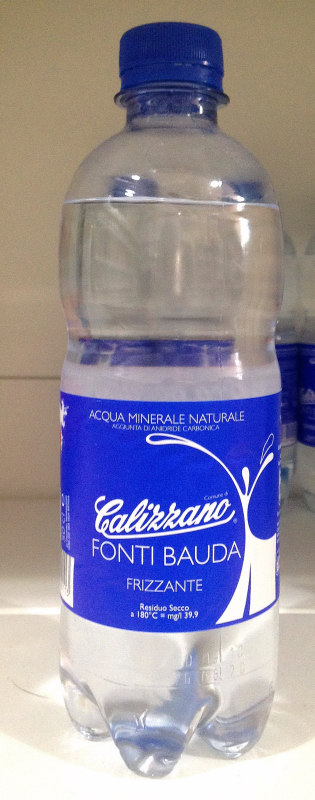 ACQUA MINERALE NATURALE
AGGIUNTA DI ANIDRIDE CARBONICA
Comune di
Calizzano®
FONTI BAUDA
FRIZZANTE
Residuo Secco
a 180°C = mg/l 39,9